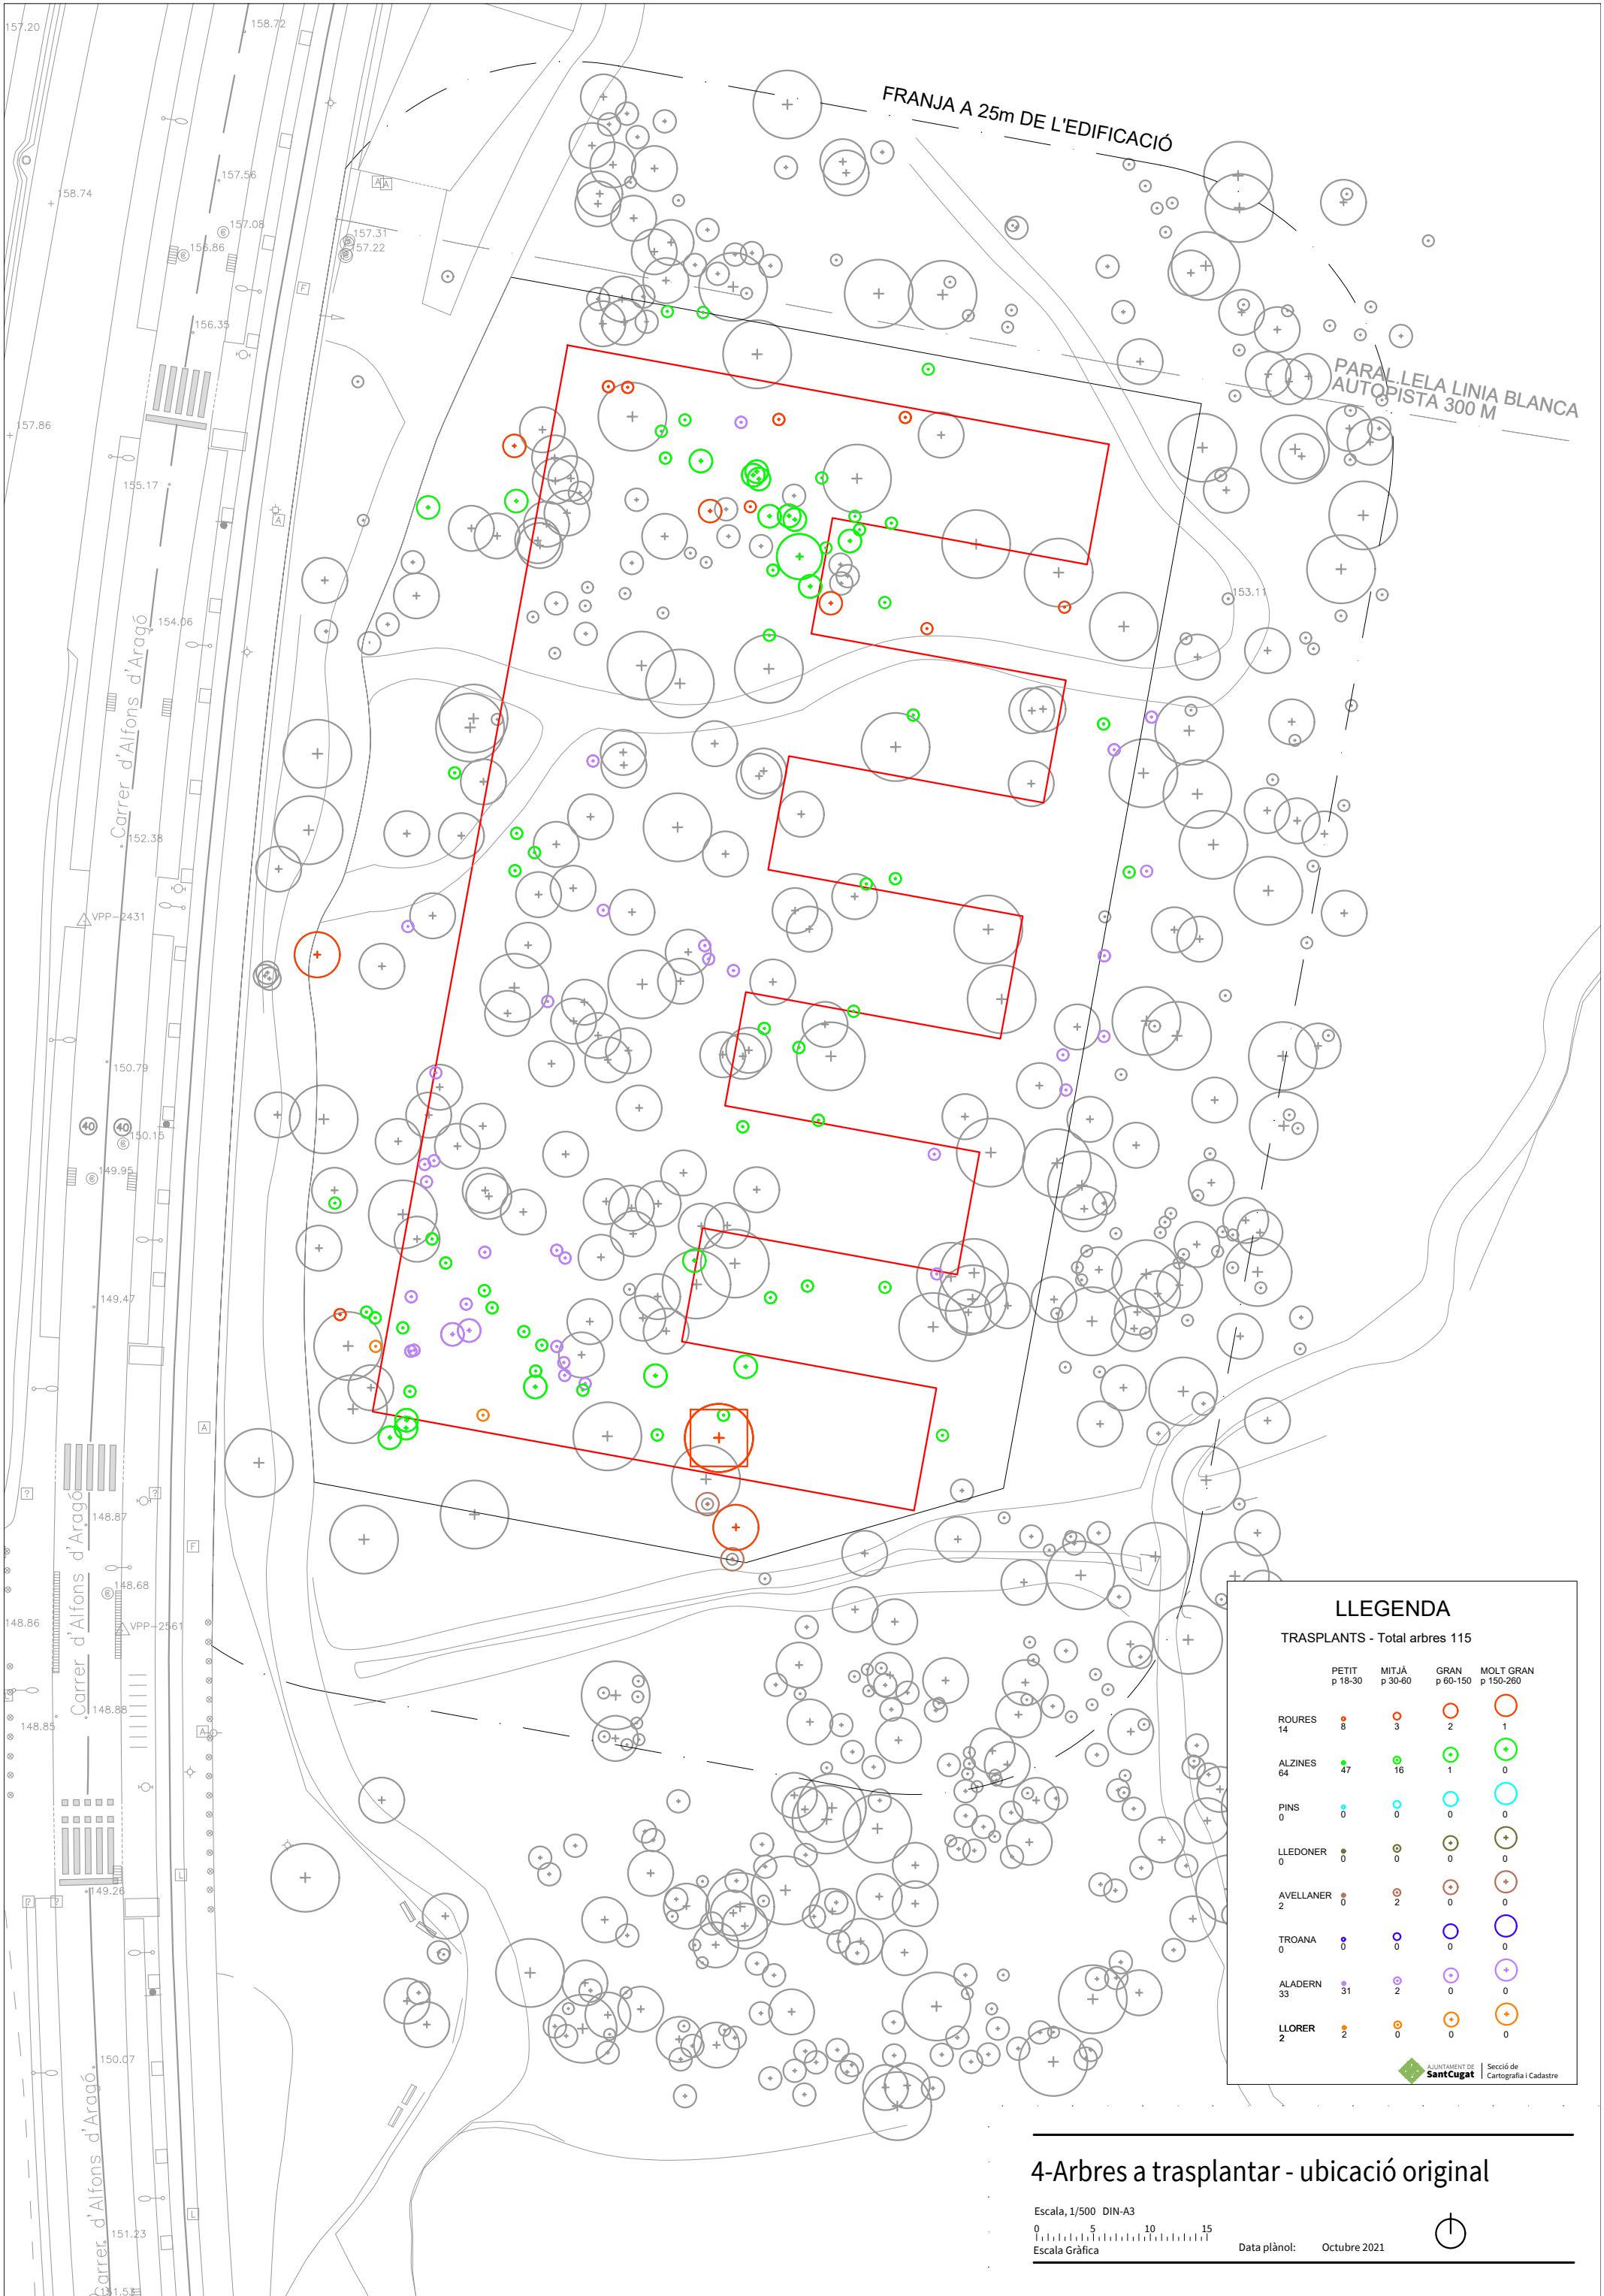 157.20
158.72
FRANJA A 25m DE L'EDIFICACIÓ
157.56
158.74
157.08
157.31
157.22
156.86
156.35
PARAL.LELA LINIA BLANCA
AUTOPISTA 300 M
157.86
155.17
153.11
154.06
Carrer d'Alfons d'Aragó
152.38
VPP-2431
150.79
40
40
150.15
149.95
149.47
148.87
Carrer d'Alfons d'Aragó
148.68
148.86
VPP-2561
148.88
148.85
149.26
150.07
Carrer d'Alfons d'Aragó
151.23
151.53
LLEGENDA
TRASPLANTS - Total arbres 115
PETIT MITJÀ GRAN MOLT GRAN
p 18-30 p 30-60 p 60-150 p 150-260
ROURES
14 8 3 2 1
ALZINES
64 47 16 1 0
PINS
0 0 0 0 0
LLEDONER
0 0 0 0 0
AVELLANER
2 0 2 0 0
TROANA
0 0 0 0 0
ALADERN
33 31 2 0 0
LLORER
2 2 0 0 0
AJUNTAMENT DE
SantCugat
Secció de
Cartografia i Cadastre
4-Arbres a trasplantar - ubicació original
Escala, 1/500 DIN-A3
0 5 10 15
Escala Gràfica
Data plànol: Octubre 2021